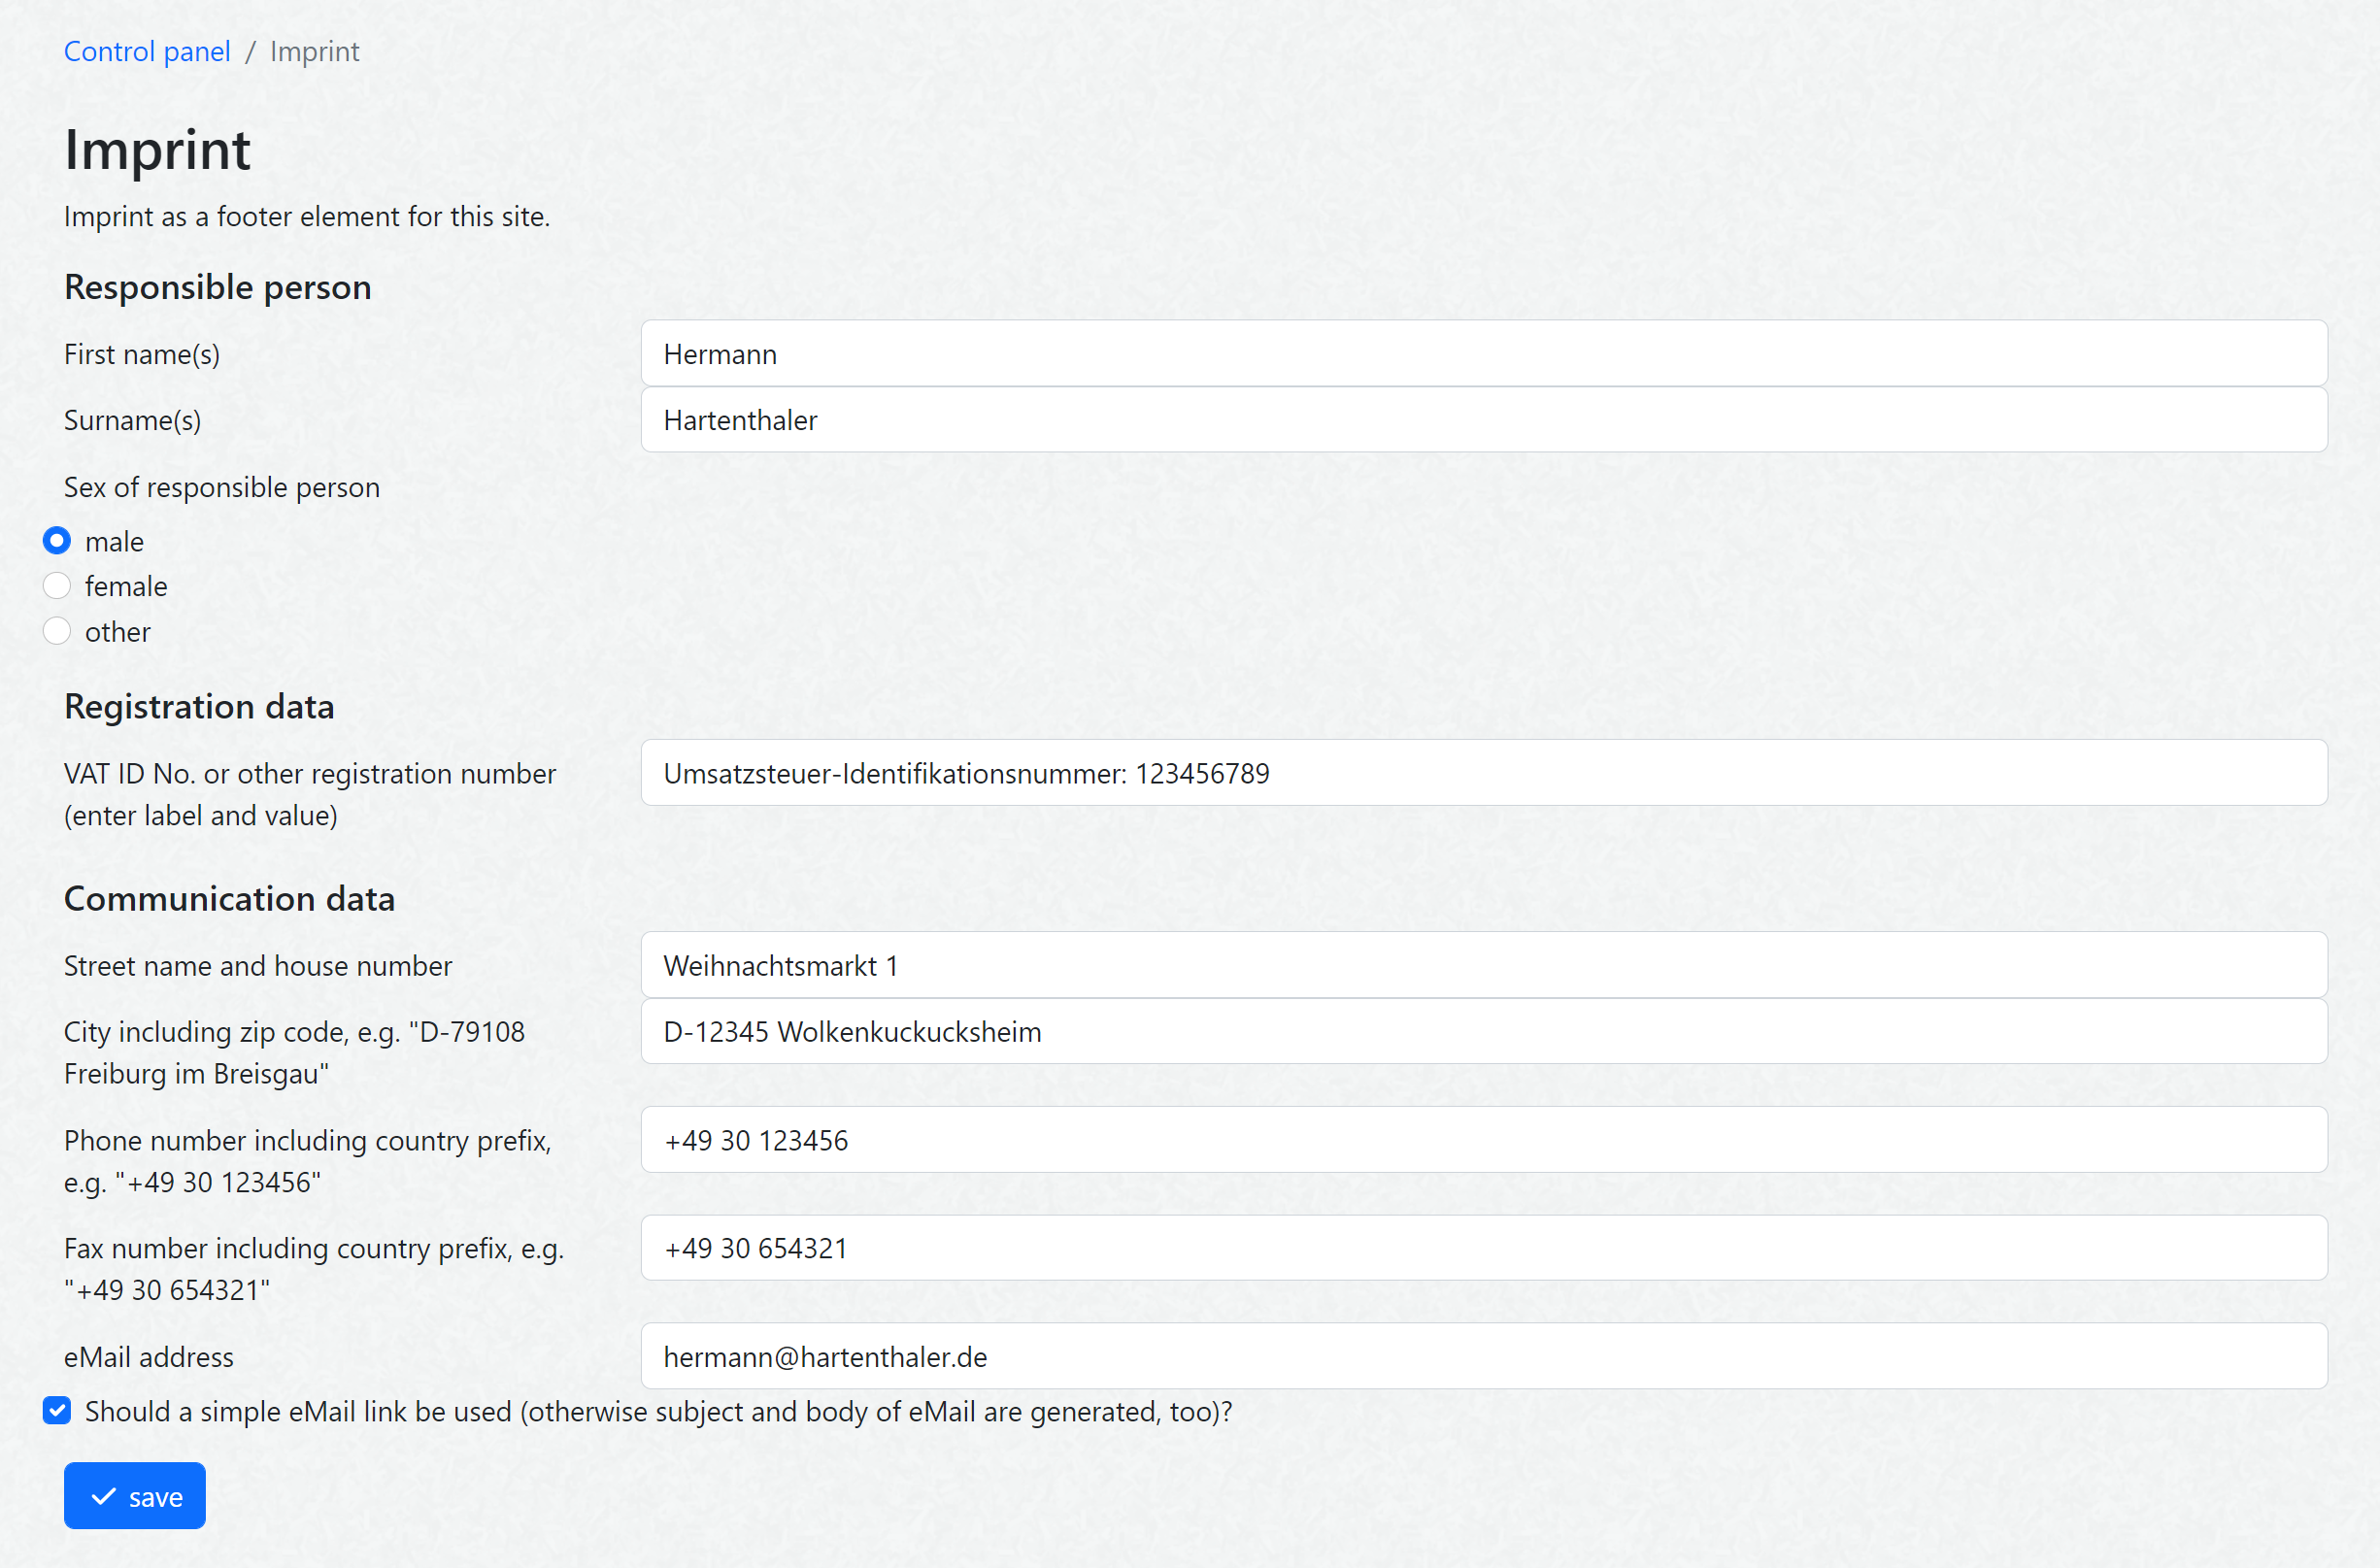 Control panel / Imprint
Imprint
Imprint as a footer element for this site.
Responsible person
First name(s)
Hermann
Surname(s)
Hartenthaler
Sex of responsible person
male
female
other
Registration data
VAT ID No. or other registration number
(enter label and value)
Umsatzsteuer-Identifikationsnummer: 123456789
Communication data
Street name and house number
Weihnachtsmarkt 1
City including zip code, e.g. "D-79108
Freiburg im Breisgau"
D-12345 Wolkenkuckucksheim
Phone number including country prefix,
e.g. "+49 30 123456"
+49 30 123456
Fax number including country prefix, e.g.
"+49 30 654321"
+49 30 654321
eMail address
hermann@hartenthaler.de
Should a simple eMail link be used (otherwise subject and body of eMail are generated, too)?
save